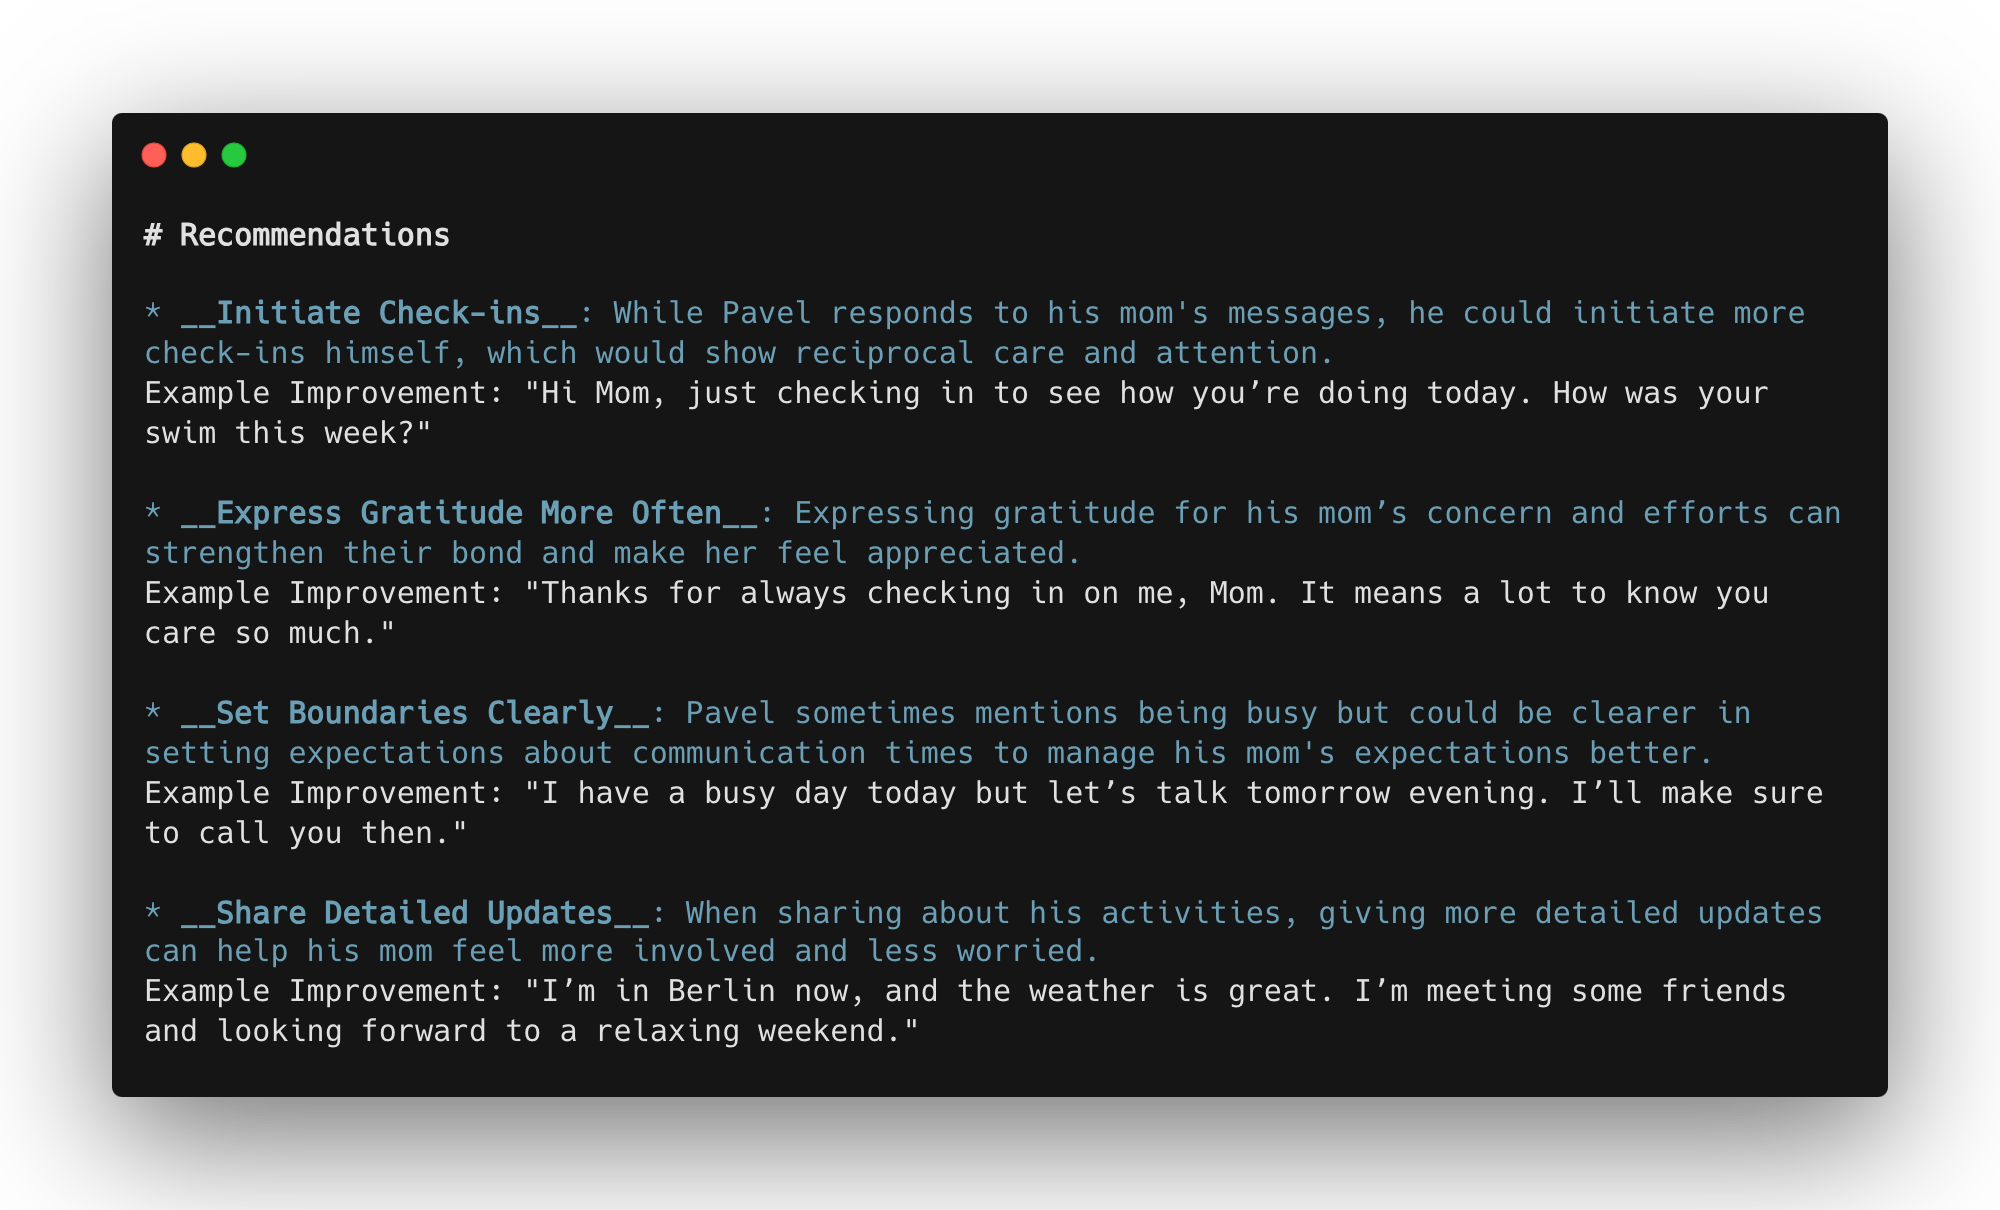 # Recommendations
* __Initiate Check-ins__: While Pavel responds to his mom's messages, he could initiate more
check-ins himself, which would show reciprocal care and attention.
Example Improvement: "Hi Mom, just checking in to see how you’re doing today. How was your
swim this week?"
* __Express Gratitude More Often__: Expressing gratitude for his mom’s concern and efforts can
strengthen their bond and make her feel appreciated.
Example Improvement: "Thanks for always checking in on me, Mom. It means a lot to know you
care so much."
* __Set Boundaries Clearly__: Pavel sometimes mentions being busy but could be clearer in
setting expectations about communication times to manage his mom's expectations better.
Example Improvement: "I have a busy day today but let’s talk tomorrow evening. I’ll make sure
to call you then."
* __Share Detailed Updates__: When sharing about his activities, giving more detailed updates
can help his mom feel more involved and less worried.
Example Improvement: "I’m in Berlin now, and the weather is great. I’m meeting some friends
and looking forward to a relaxing weekend."